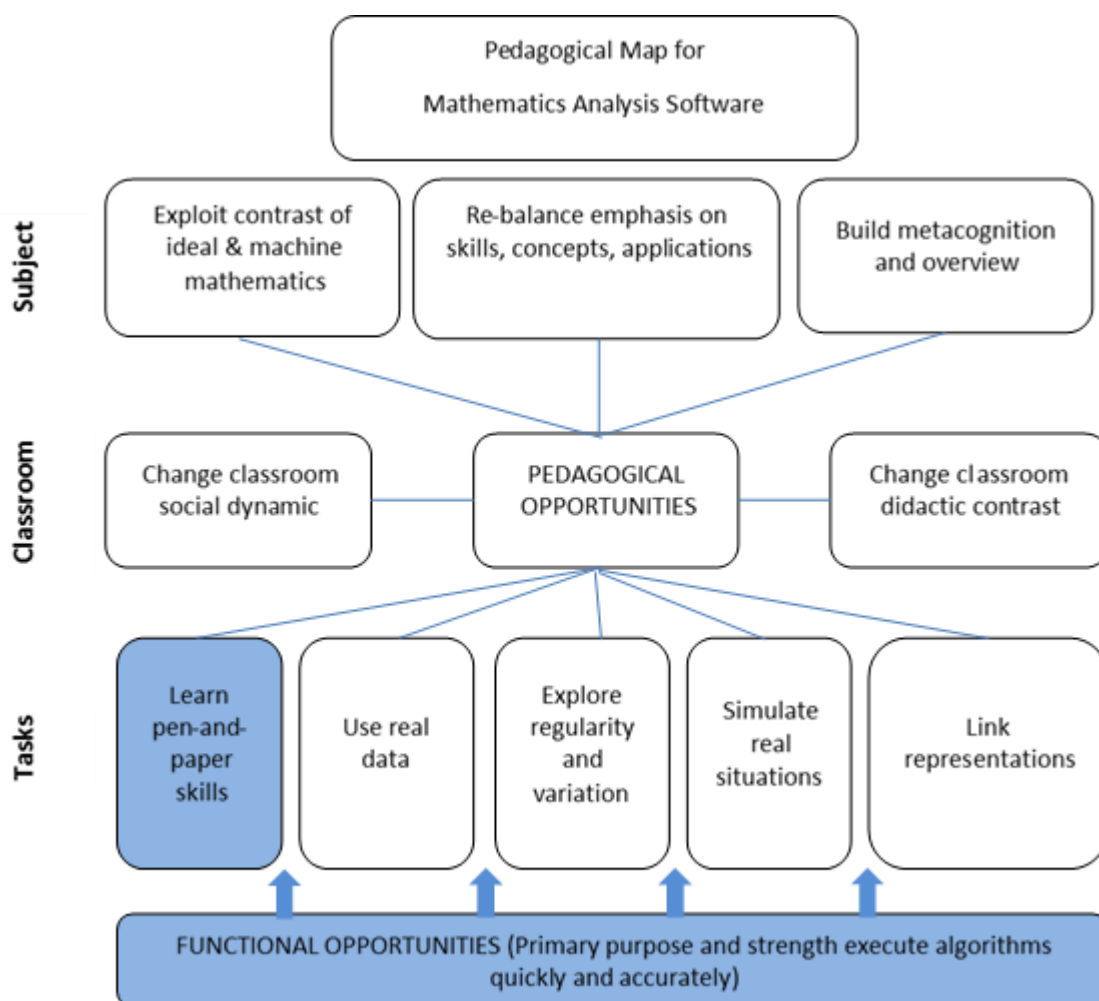 Pedagogical Map for
Mathematics Analysis Software
Subject
Exploit contrast of
ideal & machine
mathematics
Re-balance emphasis on
skills, concepts, applications
Build metacognition
and overview
Classroom
Change classroom
social dynamic
PEDAGOGICAL
OPPORTUNITIES
Change classroom
didactic contrast
Tasks
Learn
pen-and-
paper
skills
Use real
data
Explore
regularity
and
variation
Simulate
real
situations
Link
representations
FUNCTIONAL OPPORTUNITIES (Primary purpose and strength execute algorithms
quickly and accurately)